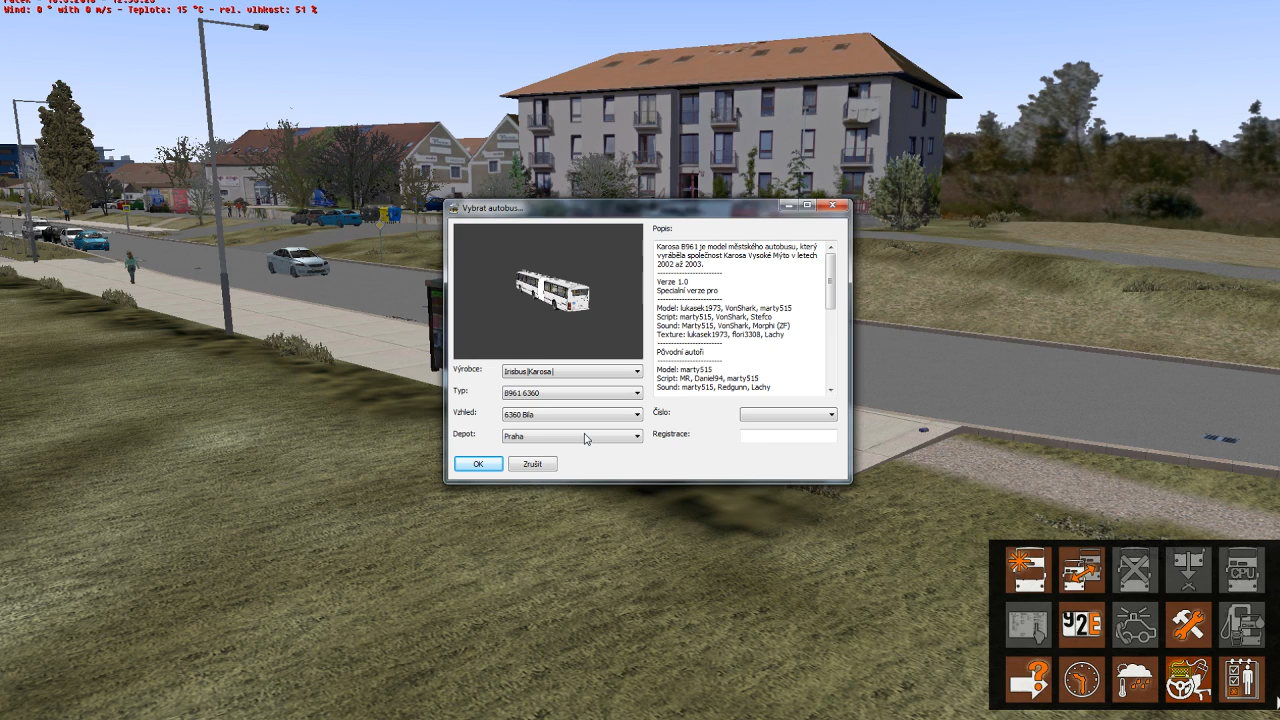 Wind: 0 ° with 0 m/s - Teplota: 15 °C - rel. vlhkost: 51 %
Vybrat autobus...
Popis:
Karosa B961 je model městského autobusu, který
vyráběla společnost Karosa Vysoké Mýto v letech
2002 až 2003.
------------------------
Verze 1.0
Specialní verze pro
------------------------
Model: lukasek1973, VonShark, marty515
Script: marty515, VonShark, Stefco
Sound: Marty515, VonShark, Morphi (ZF)
Texture: lukasek1973, flori3308, Lachy
------------------------
Původní autoři
------------------------
Model: marty515
Script: MR, Daniel94, marty515
Sound: marty515, Redgunn, Lachy
Výrobce:
Irisbus|Karosa|
Typ:
B961 6360
Vzhled:
6360 Bíla
Číslo:
Depot:
Praha
Registrace:
OK
Zrušit
CPU
92E
?